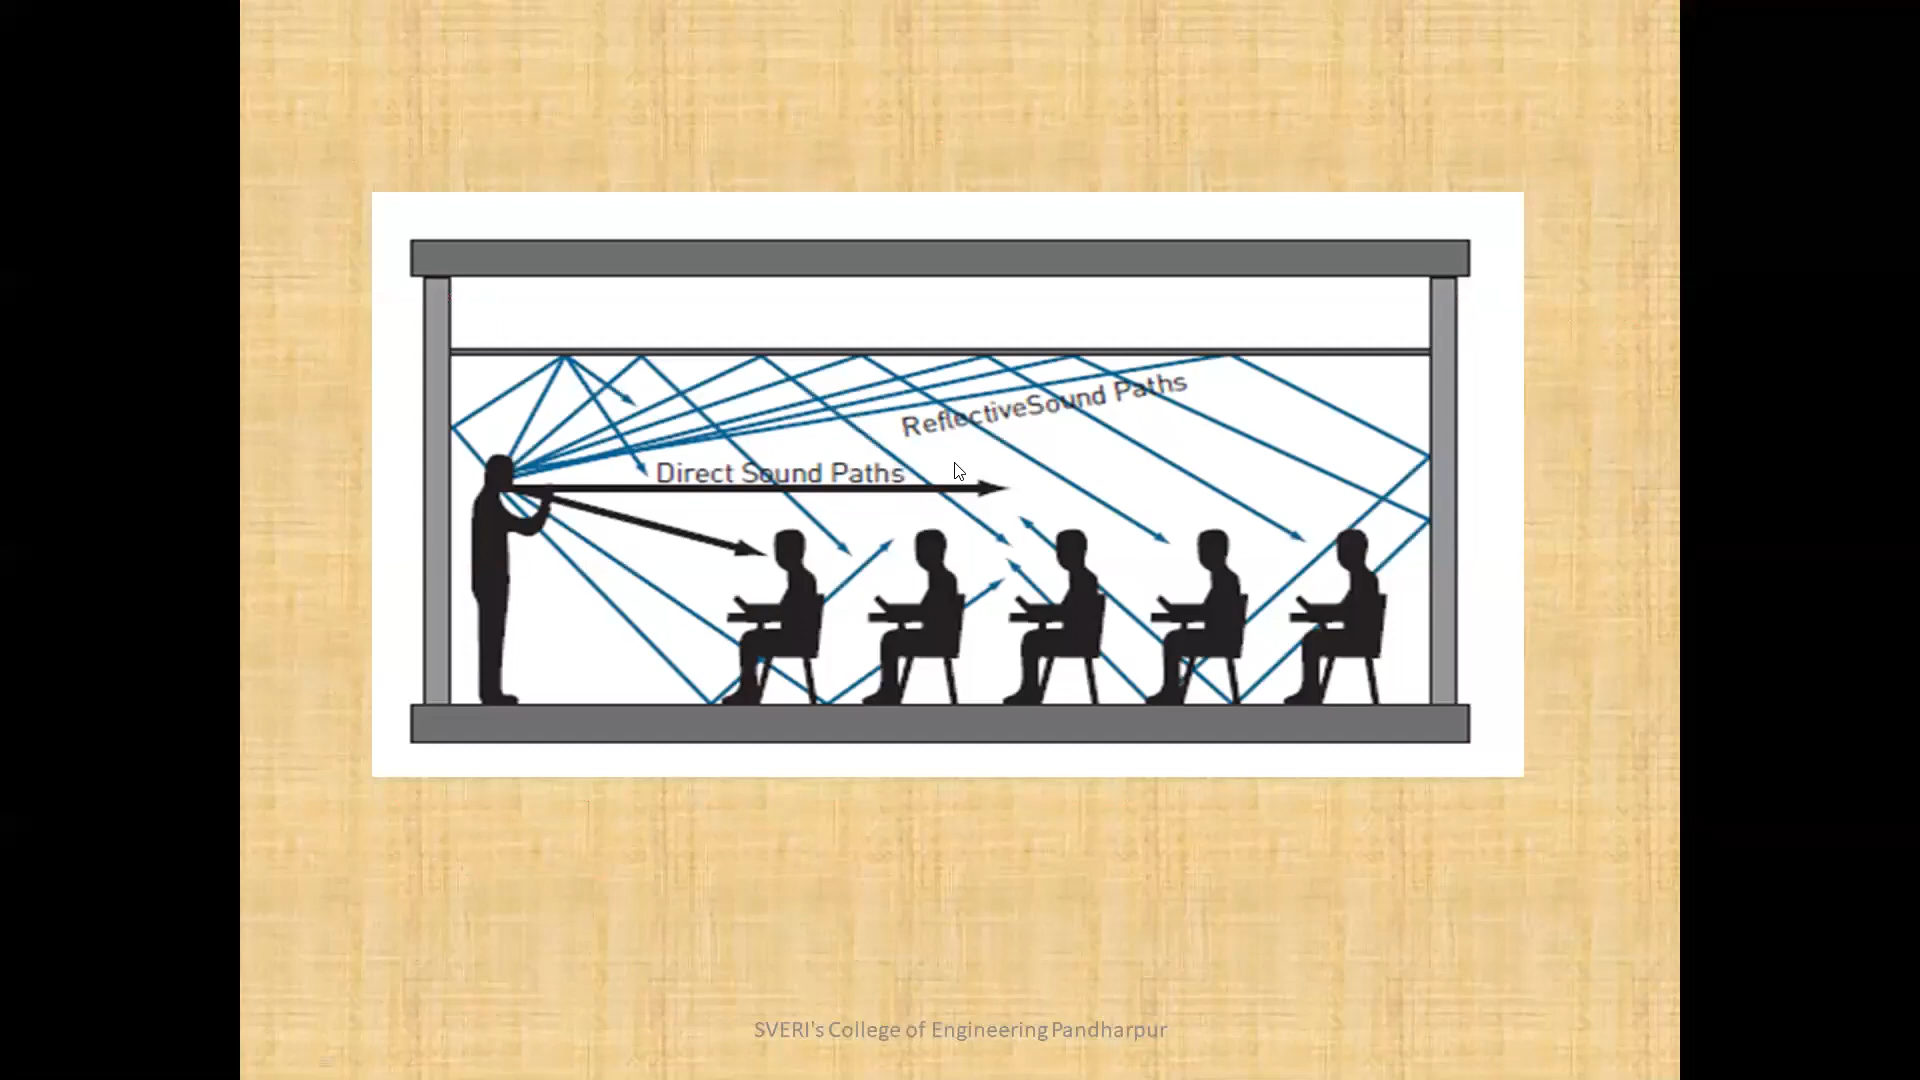 ReflectiveSound Paths
Direct Sound Paths
SVERI's College of Engineering Pandharpur